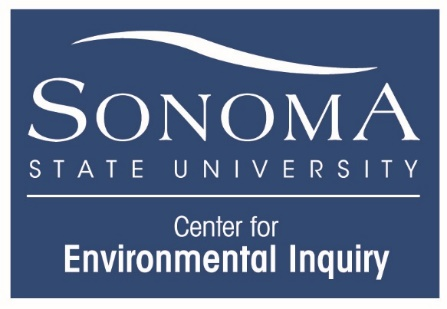 SONOMA
STATE UNIVERSITY
Center for
Environmental Inquiry